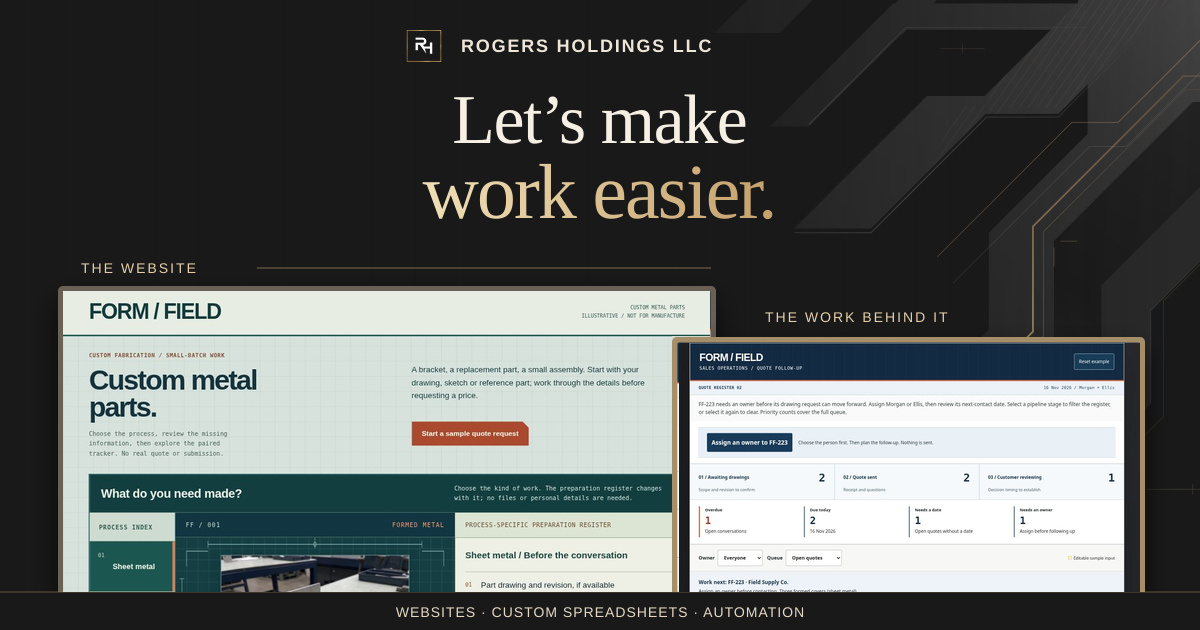 RH
ROGERS HOLDINGS LLC
Let’s make
work easier.
THE WEBSITE
FORM / FIELD
CUSTOM METAL PARTS
ILLUSTRATIVE / NOT FOR MANUFACTURE
CUSTOM FABRICATION / SMALL-BATCH WORK
Custom metal
parts.
Choose the process, review the missing
information, then explore the paired
tracker. No real quote or submission.
A bracket, a replacement part, a small assembly. Start with your
drawing, sketch or reference part; work through the details before
requesting a price.
Start a sample quote request
What do you need made?
Choose the kind of work. The preparation register changes
with it; no files or personal details are needed.
PROCESS INDEX
01
Sheet metal
FF / 001
FORMED METAL
PROCESS-SPECIFIC PREPARATION REGISTER
Sheet metal / Before the conversation
01 Part drawing and revision, if available
THE WORK BEHIND IT
FORM / FIELD
SALES OPERATIONS / QUOTE FOLLOW-UP
Reset example
QUOTE REGISTER 02
16 Nov 2026 / Morgan + Ellis
FF-223 needs an owner before its drawing request can move forward. Assign Morgan or Ellis, then review its next-contact date. Select a pipeline stage to filter the register,
or select it again to clear. Priority counts cover the full queue.
Assign an owner to FF-223
Choose the person first. Then plan the follow-up. Nothing is sent.
01 / Awaiting drawings 2
Scope and revision to confirm
02 / Quote sent 2
Receipt and questions
03 / Customer reviewing 1
Discover timing to establish
Overdue
1
Open conversations
Due today
2
16 Nov 2026
Needs a date
1
Open quotes without a date
Needs an owner
1
Assign before following up
Owner Everyone Queue Open quotes
Editable sample input
Work next: FF-223 · Field Supply Co.
WEBSITES · CUSTOM SPREADSHEETS · AUTOMATION